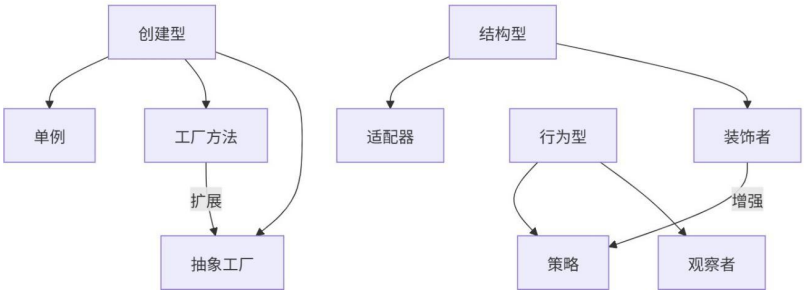 创建型
结构型
单例
工厂方法
适配器
行为型
装饰者
扩展
增强
抽象工厂
策略
观察者